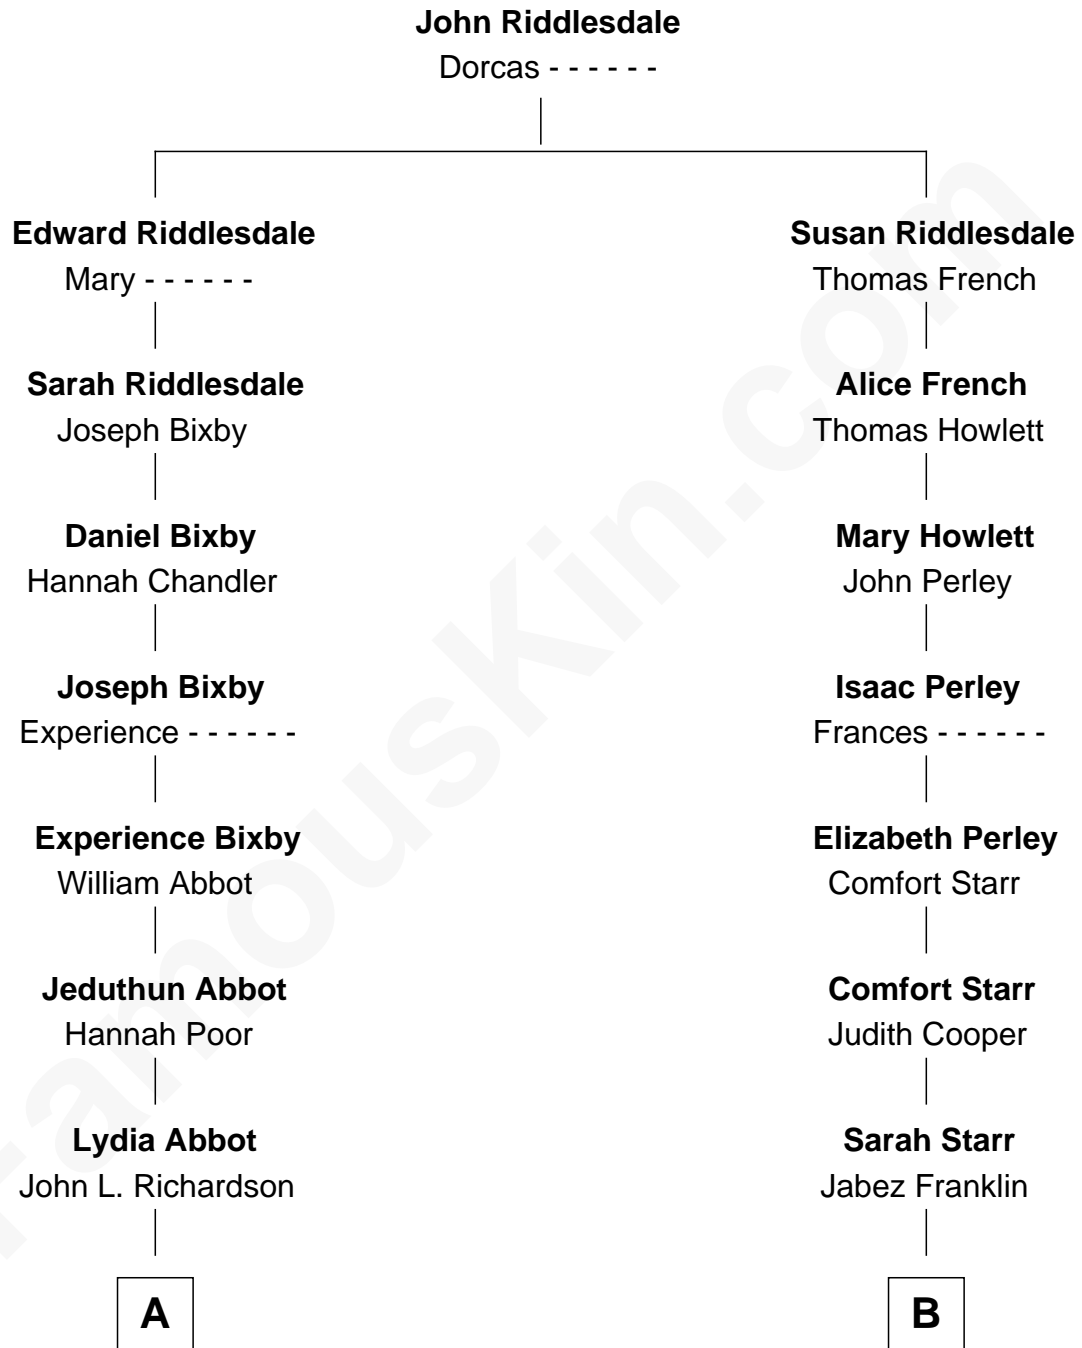 John Riddlesdale
Dorcas - - - - - -
Edward Riddlesdale
Mary - - - - - -
Susan Riddlesdale
Thomas French
Sarah Riddlesdale
Joseph Bixby
Alice French
Thomas Howlett
Daniel Bixby
Hannah Chandler
Mary Howlett
John Perley
Joseph Bixby
Experience - - - - - -
Isaac Perley
Frances - - - - - -
Experience Bixby
William Abbot
Elizabeth Perley
Comfort Starr
Jeduthun Abbot
Hannah Poor
Comfort Starr
Judith Cooper
Lydia Abbot
John L. Richardson
Sarah Starr
Jabez Franklin
A
B
FamousKin.com